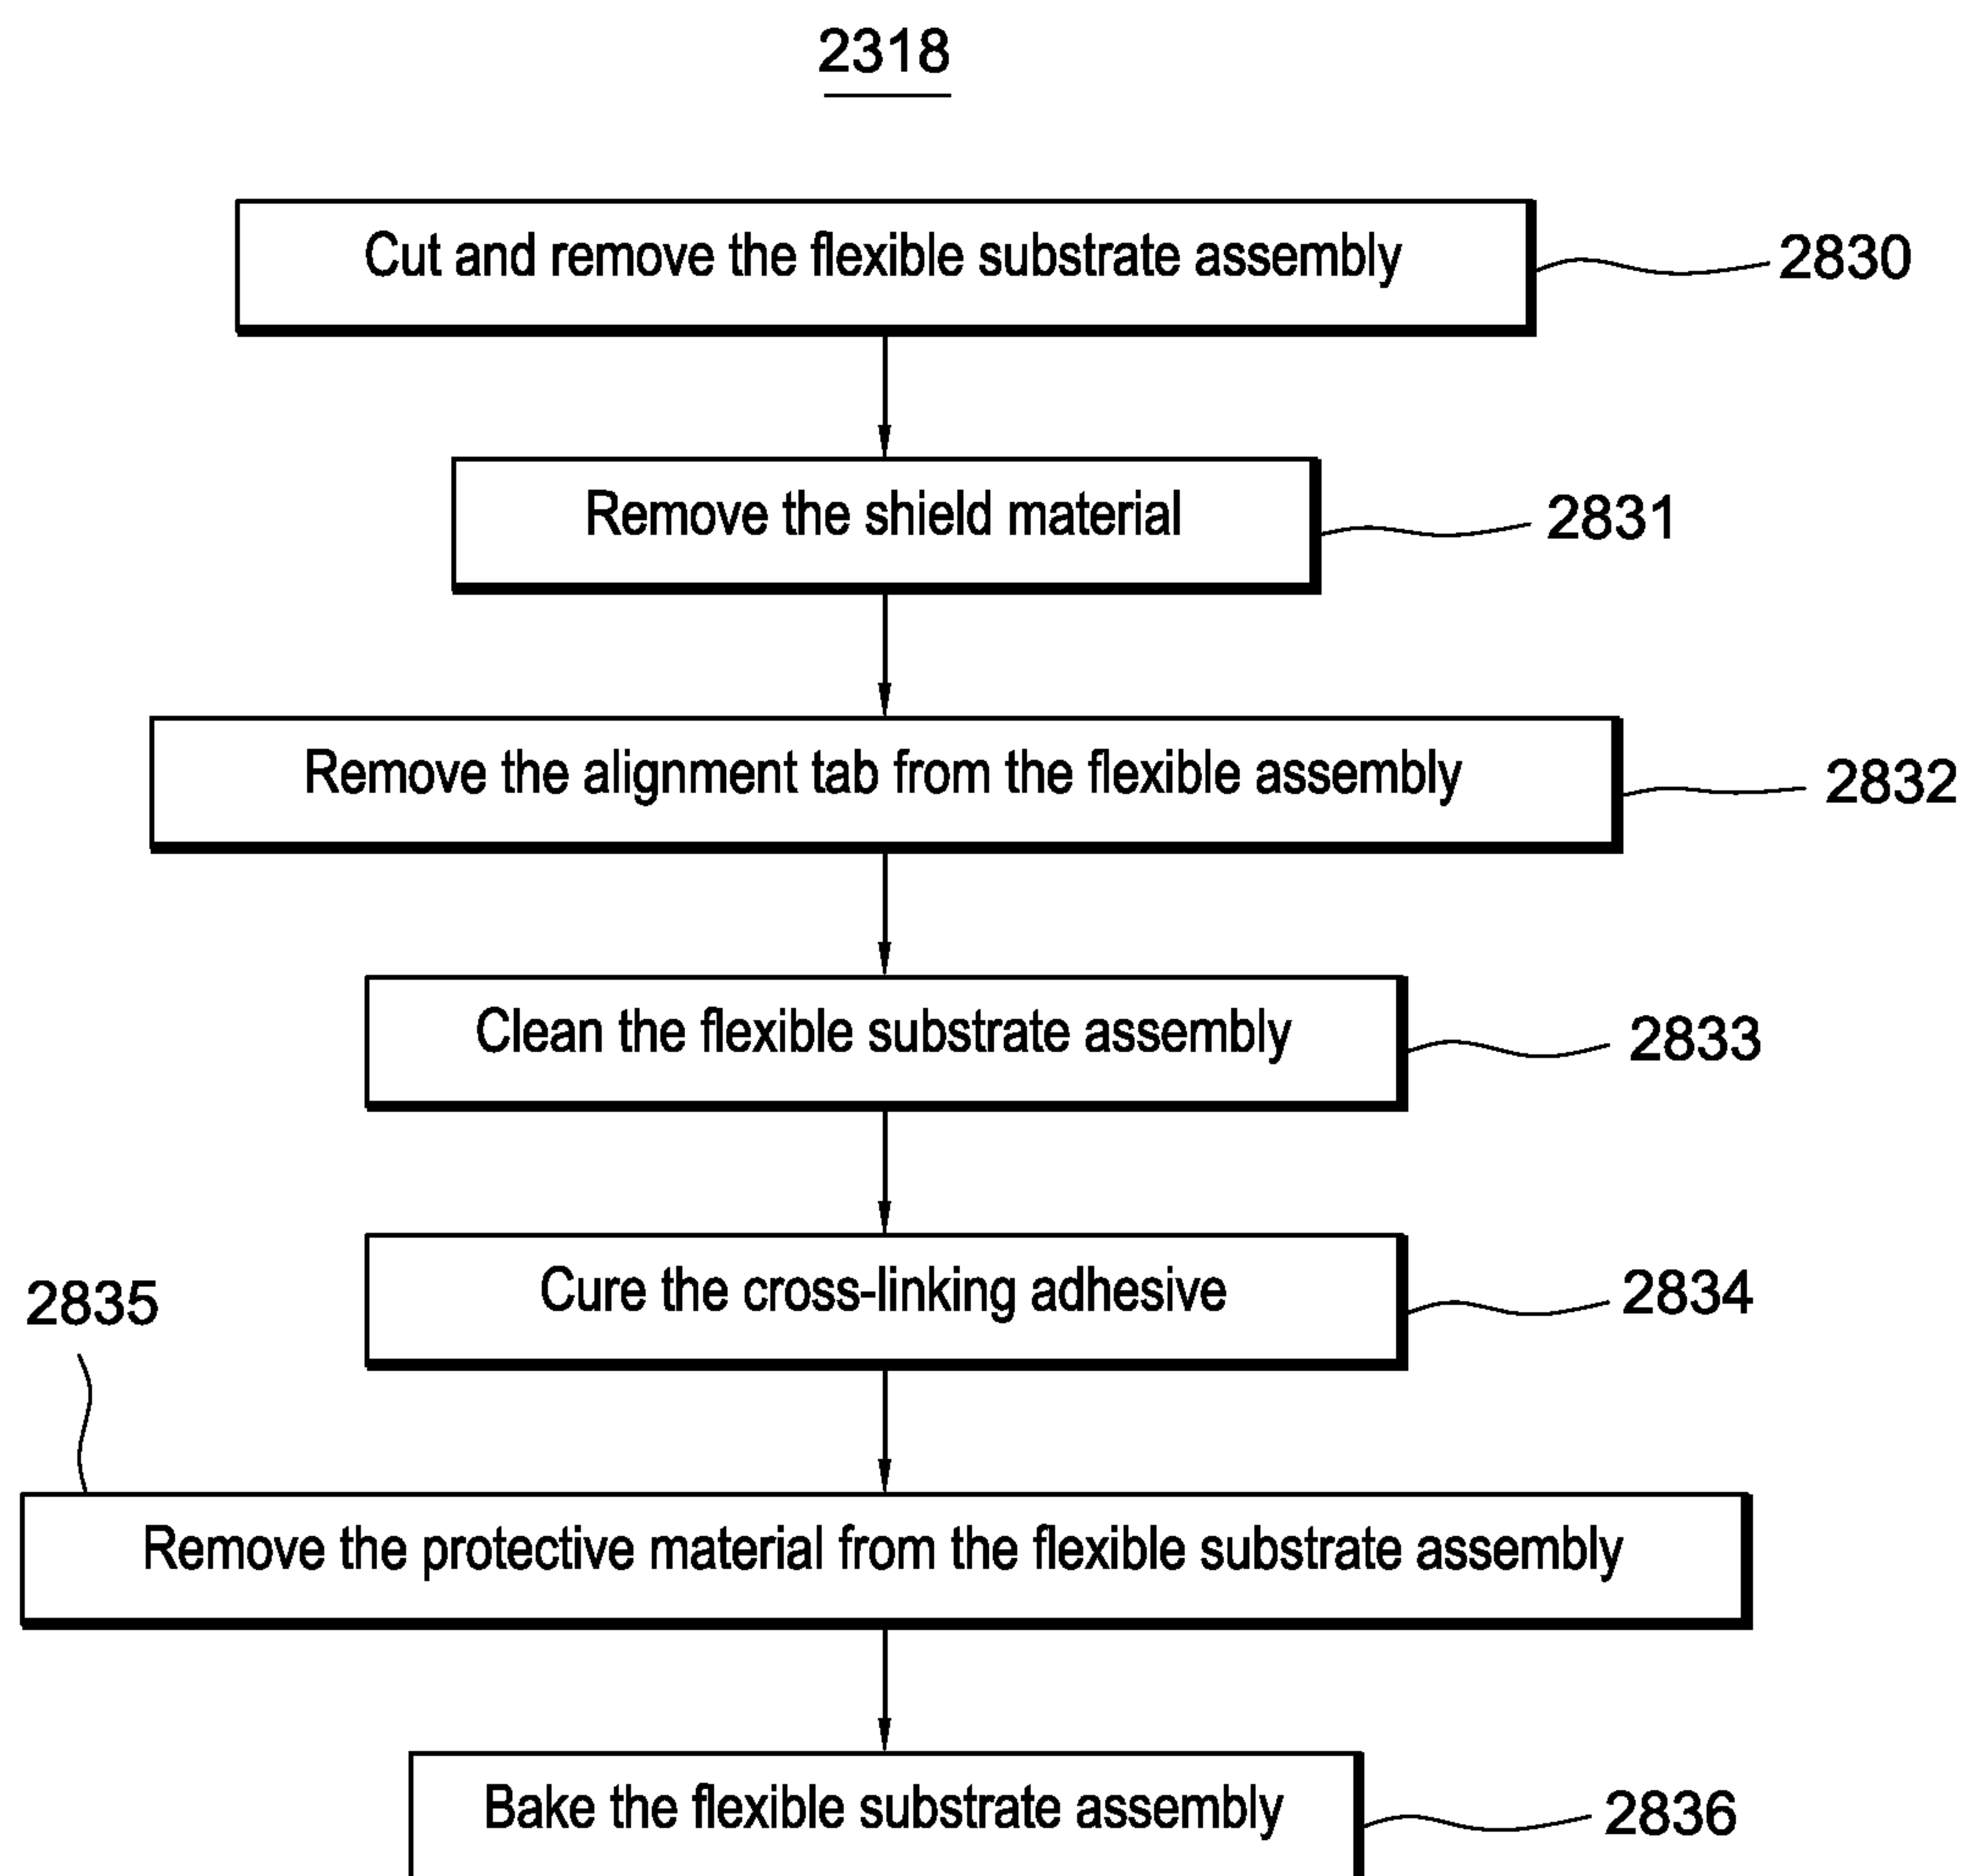 2318
Cut and remove the flexible substrate assembly
2830
Remove the shield material
2831
Remove the alignment tab from the flexible assembly
2832
Clean the flexible substrate assembly
2833
Cure the cross-linking adhesive
2834
2835
Remove the protective material from the flexible substrate assembly
Bake the flexible substrate assembly
2836